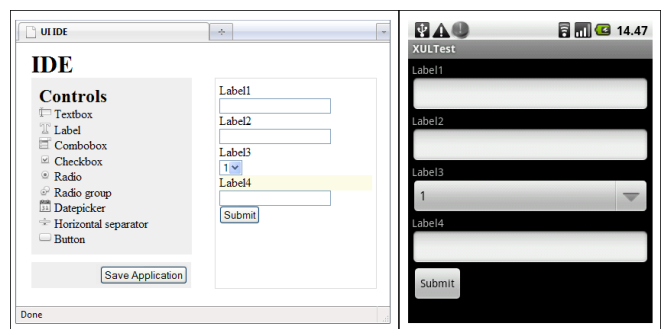 UI IDE
IDE
Controls
Textbox
Label
Combobox
Checkbox
Radio
Radio group
Datepicker
Horizontal separator
Button
Save Application
Label1
Label2
Label3
1
Label4
Submit
Done
14.47
XULTest
Label1
Label2
Label3
1
Label4
Submit